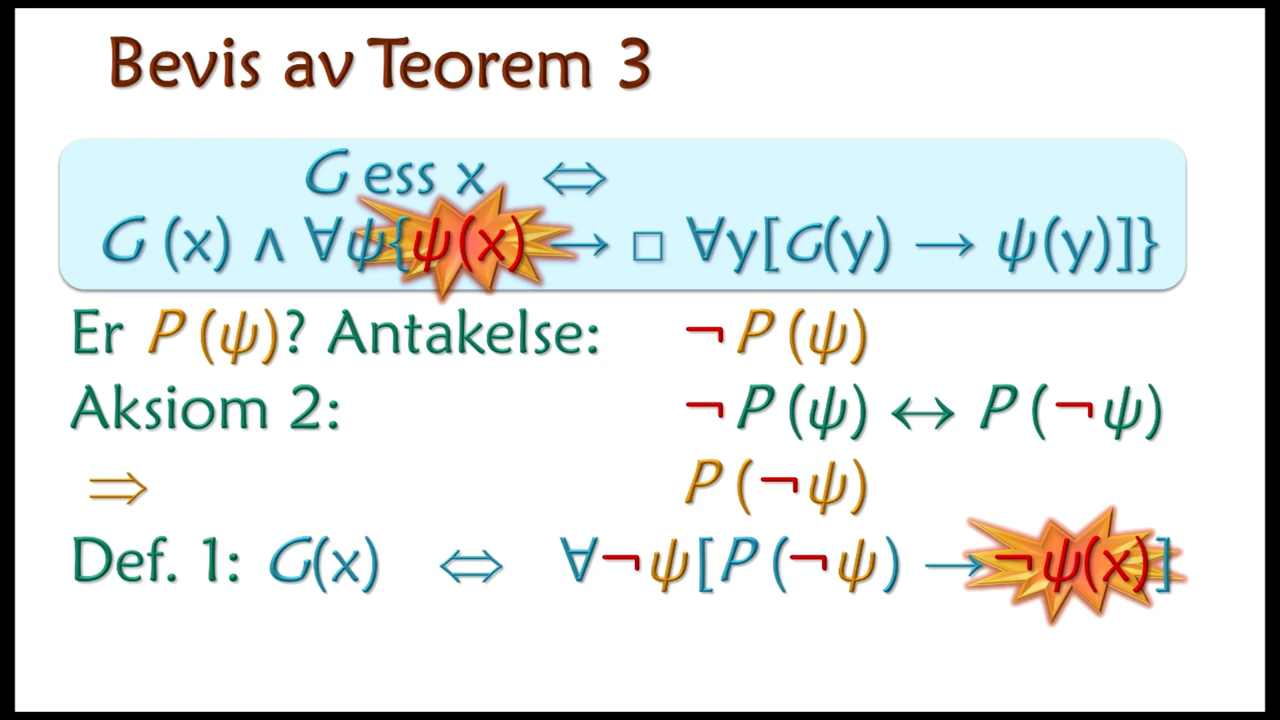 Bevis av Teorem 3
G ess x ⇔
G (x) ∧ ∀ψ{ψ(x) → □ ∀y[G(y) → ψ(y)]}
Er P (ψ)? Antakelse: ¬ P (ψ)
Aksiom 2: ¬ P (ψ) ↔ P (¬ψ)
⇒ P (¬ψ)
Def. 1: G(x) ⇔ ∀¬ψ[P (¬ψ) → ¬ψ(x)]